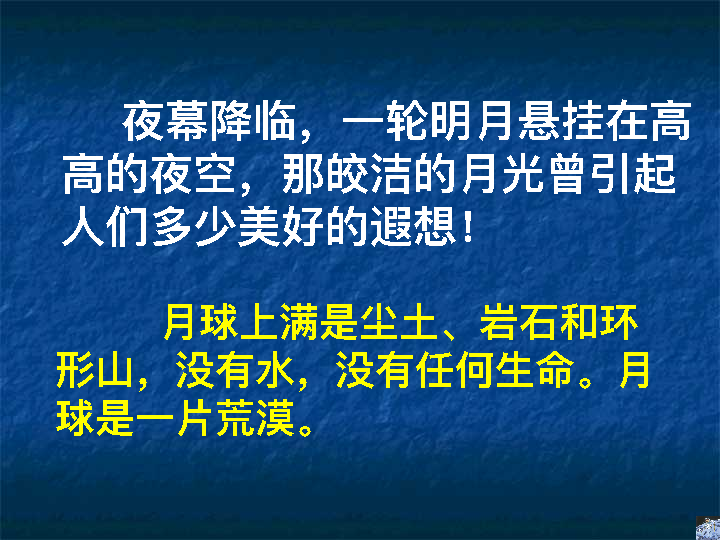 夜幕降临，一轮明月悬挂在高
高的夜空，那皎洁的月光曾引起
人们多少美好的遐想！
月球上满是尘土、岩石和环
形山，没有水，没有任何生命。月
球是一片荒漠。